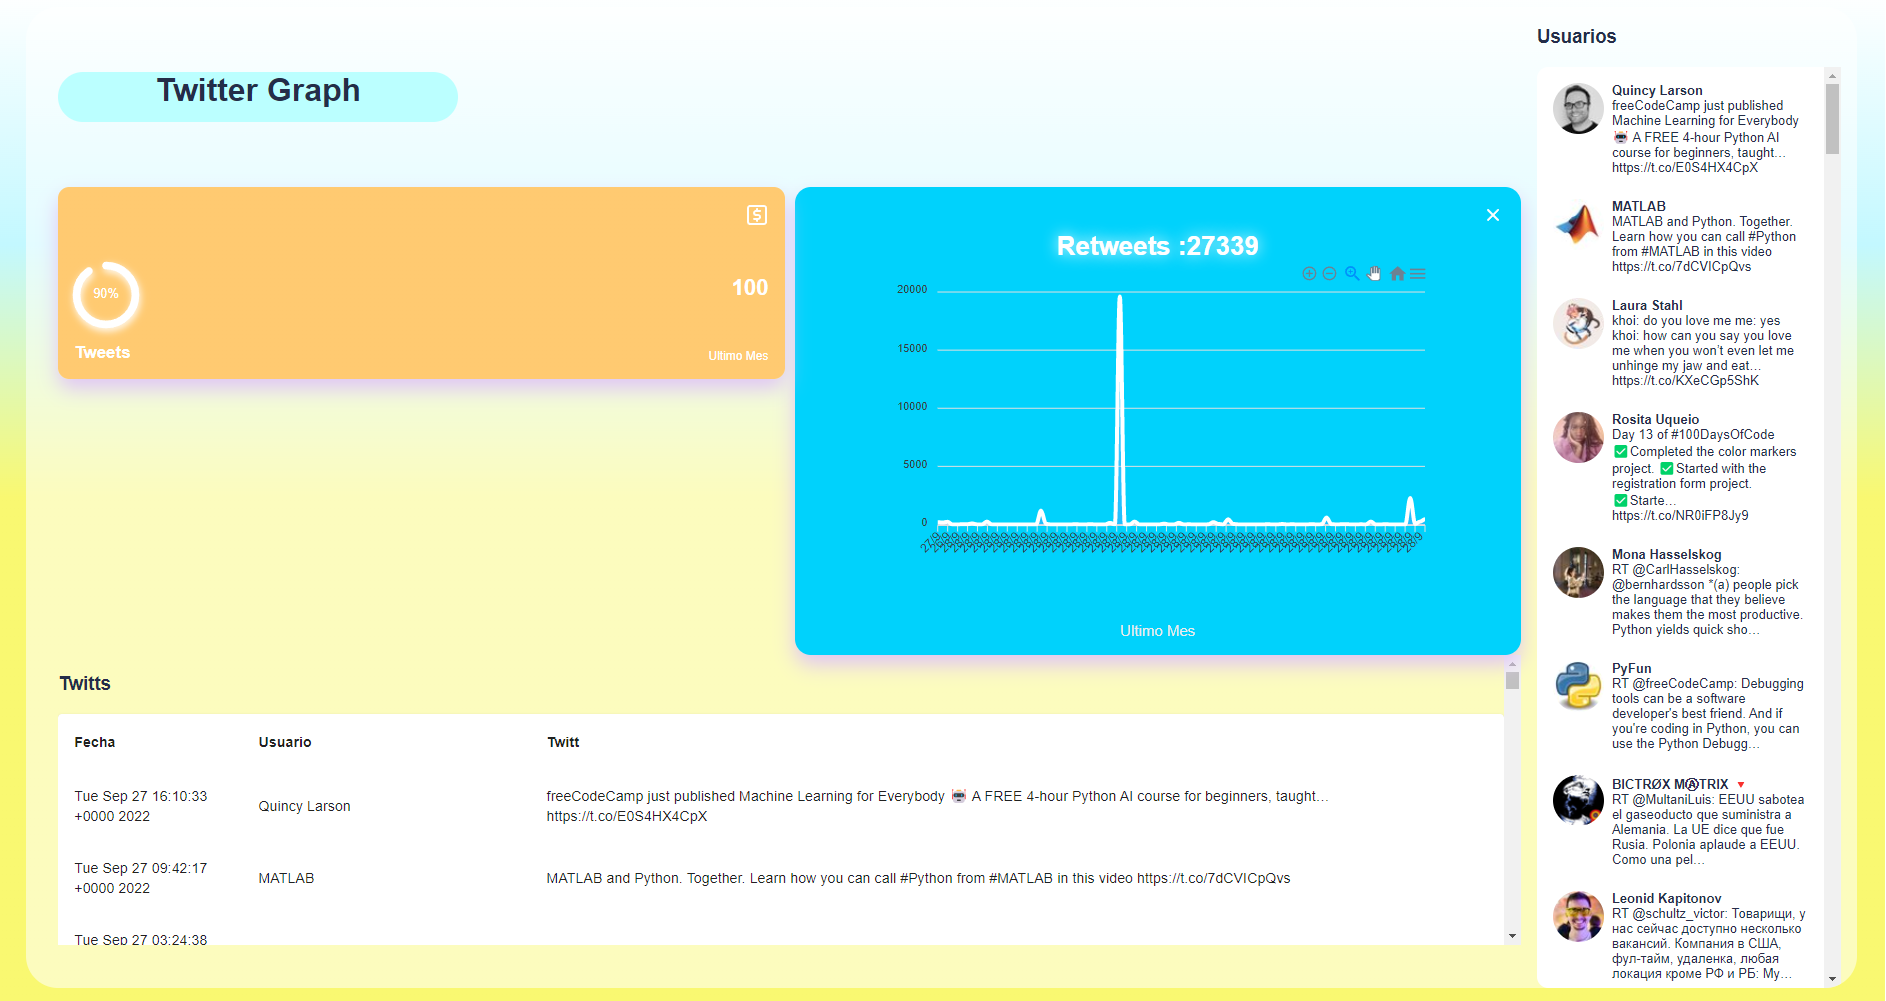 Twitter Graph
90%
Tweets
100
Ultimo Mes
Retweets :27339
20000
15000
10000
5000
0
27/9
28/9
Ultimo Mes
Twitts
Fecha Usuario Twitt
Tue Sep 27 16:10:33
+0000 2022
Quincy Larson
freeCodeCamp just published Machine Learning for Everybody 🤖 A FREE 4-hour Python AI course for beginners, taught…
https://t.co/E0S4HX4CpX
Tue Sep 27 09:42:17
+0000 2022
MATLAB
MATLAB and Python. Together. Learn how you can call #Python from #MATLAB in this video https://t.co/7dCVICpQvs
Tue Sep 27 03:24:38
Usuarios
Quincy Larson
freeCodeCamp just published
Machine Learning for Everybody
🤖 A FREE 4-hour Python AI
course for beginners, taught…
https://t.co/E0S4HX4CpX
MATLAB
MATLAB and Python. Together.
Learn how you can call #Python
from #MATLAB in this video
https://t.co/7dCVICpQvs
Laura Stahl
khoi: do you love me me: yes
khoi: how can you say you love
me when you won’t even let me
unhinge my jaw and eat…
https://t.co/KXeCGp5ShK
Rosita Uqueio
Day 13 of #100DaysOfCode
✅Completed the color markers
project. ✅Started with the
registration form project.
✅Starte…
https://t.co/NR0iFP8Jy9
Mona Hasselskog
RT @CarlHasselskog:
@bernhardsson *(a) people pick
the language that they believe
makes them the most productive.
Python yields quick sho…
PyFun
RT @freeCodeCamp: Debugging
tools can be a software
developer's best friend. And if
you're coding in Python, you can
use the Python Debugg…
BICTRØX MⒶTRIX 🔻
RT @MultaniLuis: EEUU sabotea
el gaseoducto que suministra a
Alemania. La UE dice que fue
Rusia. Polonia aplaude a EEUU.
Como una pel…
Leonid Kapitonov
RT @schultz_victor: Товарищи, у
нас сейчас доступно несколько
вакансий. Компания в США,
фул-тайм, удаленка, любая
локация кроме РФ и РБ: My…